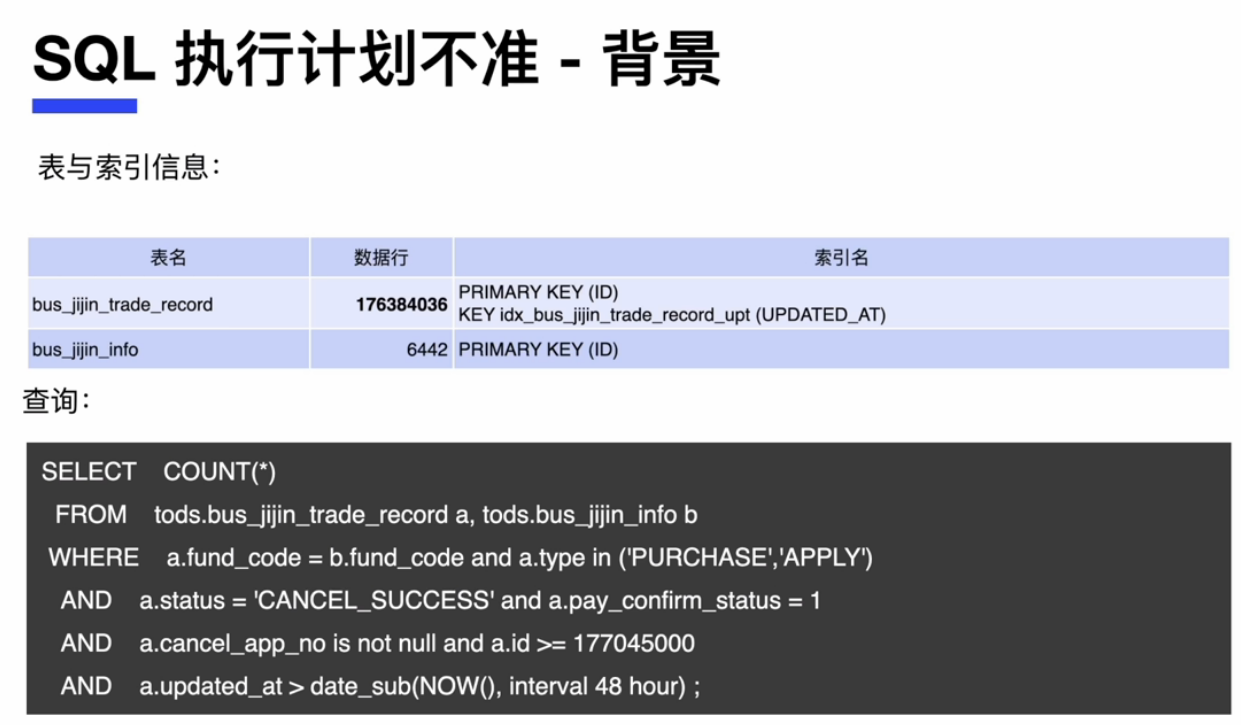 SQL 执行计划不准 - 背景
表与索引信息：
表名 数据行 索引名
bus_jijin_trade_record 176384036 PRIMARY KEY (ID)
KEY idx_bus_jijin_trade_record_upt (UPDATED_AT)
bus_jijin_info 6442 PRIMARY KEY (ID)
查询：
SELECT COUNT(*)
FROM tods.bus_jijin_trade_record a, tods.bus_jijin_info b
WHERE a.fund_code = b.fund_code and a.type in ('PURCHASE','APPLY')
AND a.status = 'CANCEL_SUCCESS' and a.pay_confirm_status = 1
AND a.cancel_app_no is not null and a.id >= 177045000
AND a.updated_at > date_sub(NOW(), interval 48 hour) ;